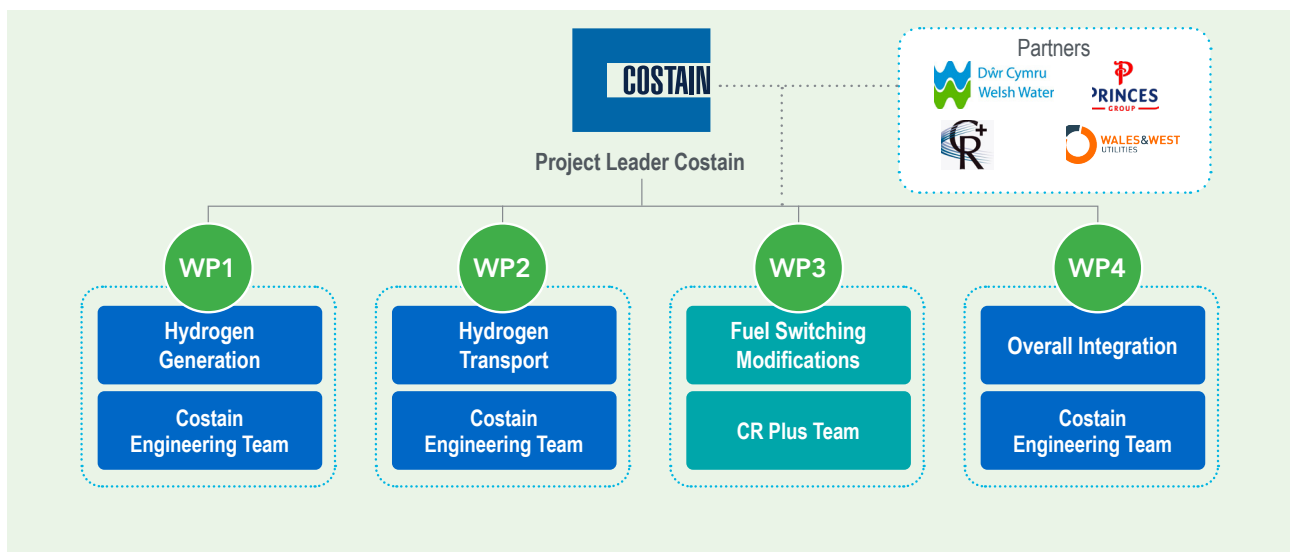 COSTAIN
Project Leader Costain
Partners
Dŵr Cymru
Welsh Water
PRINCES
GROUP
CR+
WALES&WEST
UTILITIES
WP1
Hydrogen
Generation
Costain
Engineering Team
WP2
Hydrogen
Transport
Costain
Engineering Team
WP3
Fuel Switching
Modifications
CR Plus Team
WP4
Overall Integration
Costain
Engineering Team